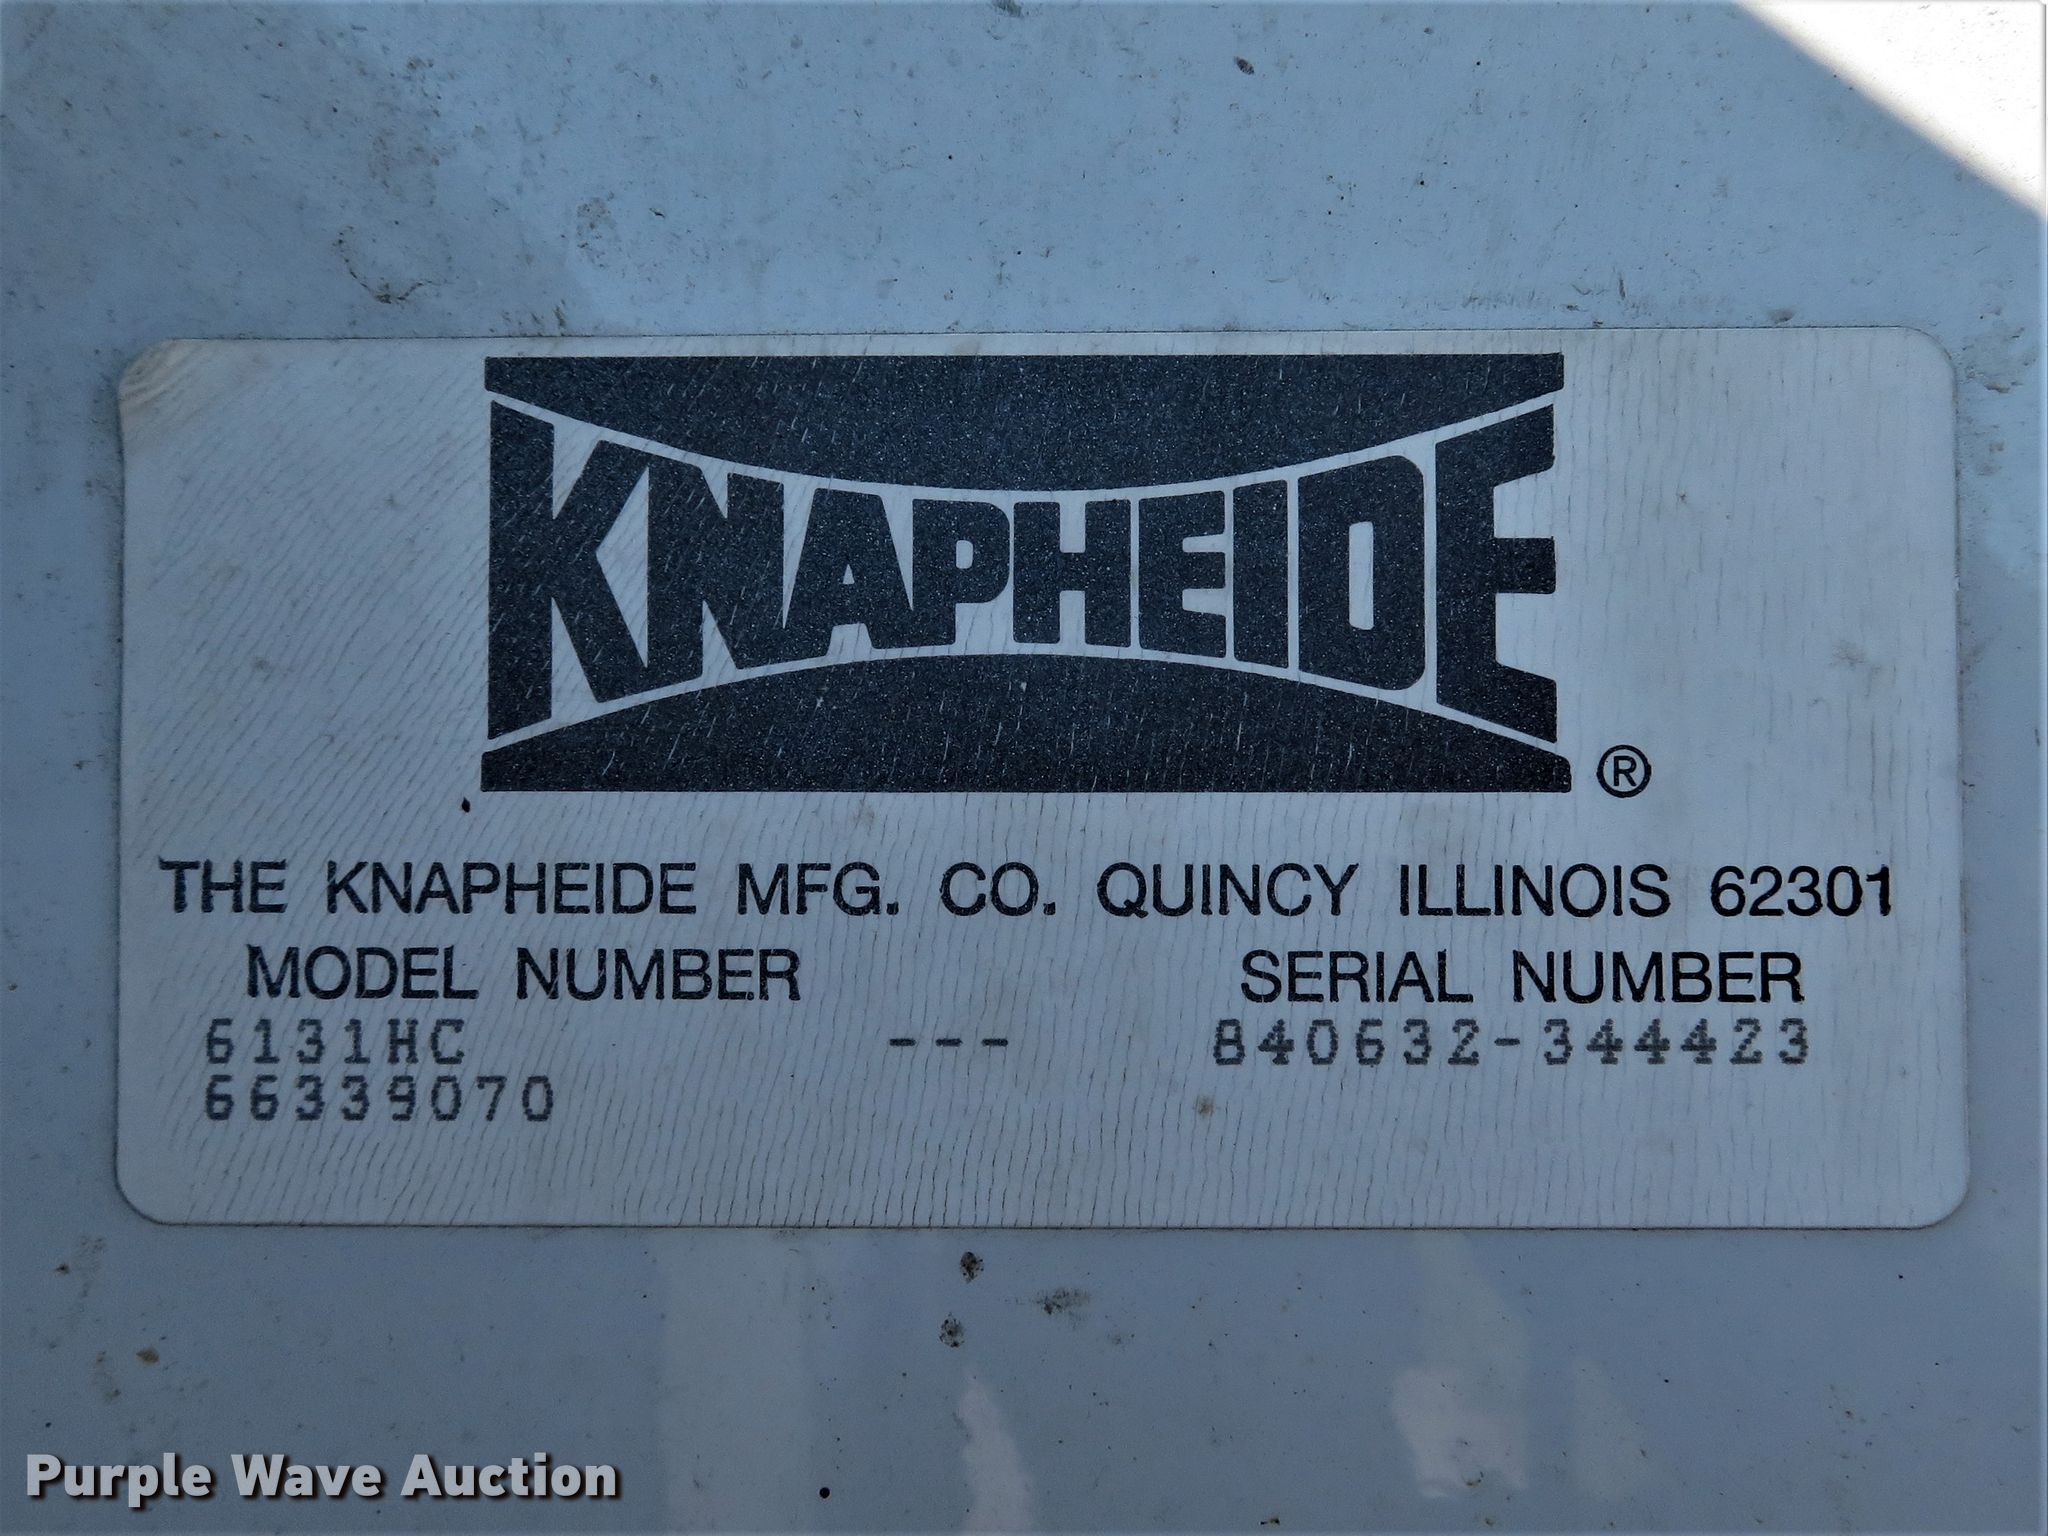 KNAPHEIDE ®
THE KNAPHEIDE MFG. CO. QUINCY ILLINOIS 62301
MODEL NUMBER SERIAL NUMBER
6131HC --- 840632-344423
66339070
Purple Wave Auction